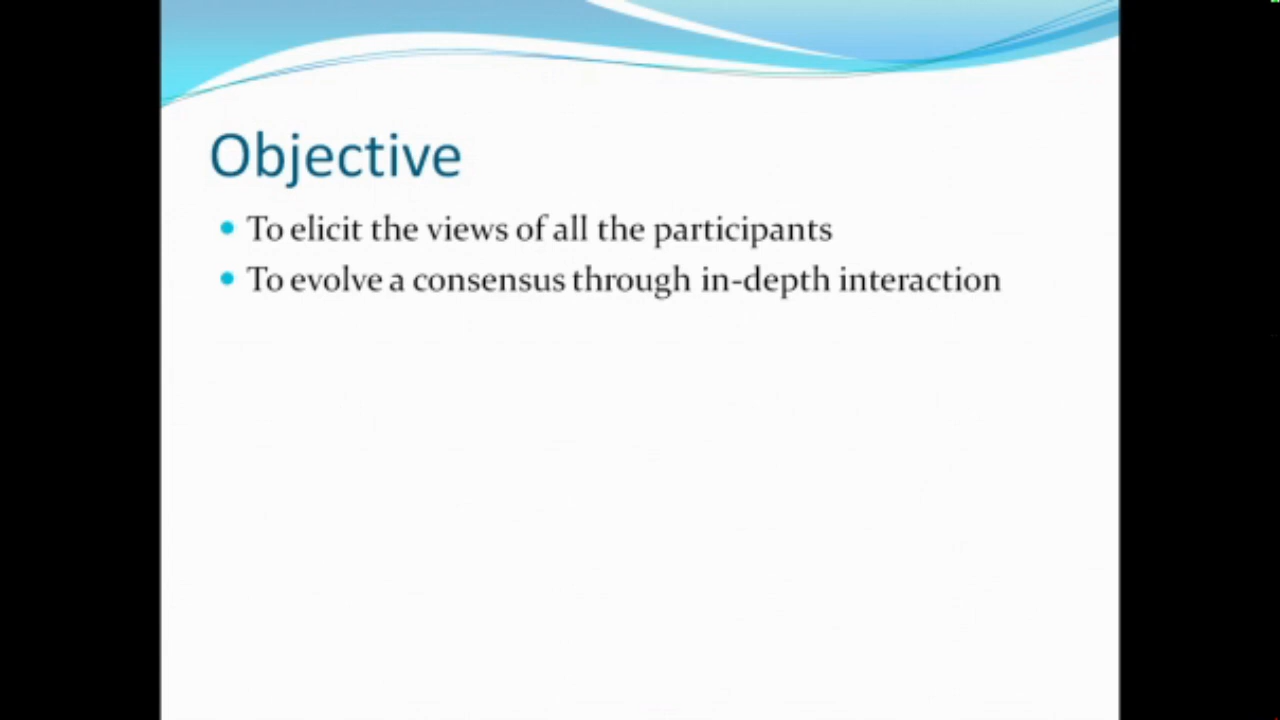 Objective
• To elicit the views of all the participants
• To evolve a consensus through in-depth interaction